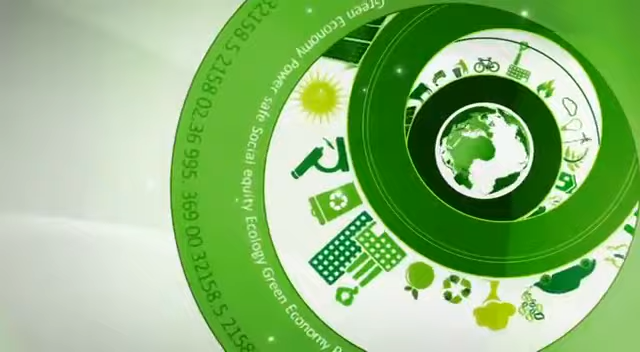 32158.5 2158 02.36 995. 369 00 32158.5 2158
Green Economy Power safe Social equity Ecology Green Economy